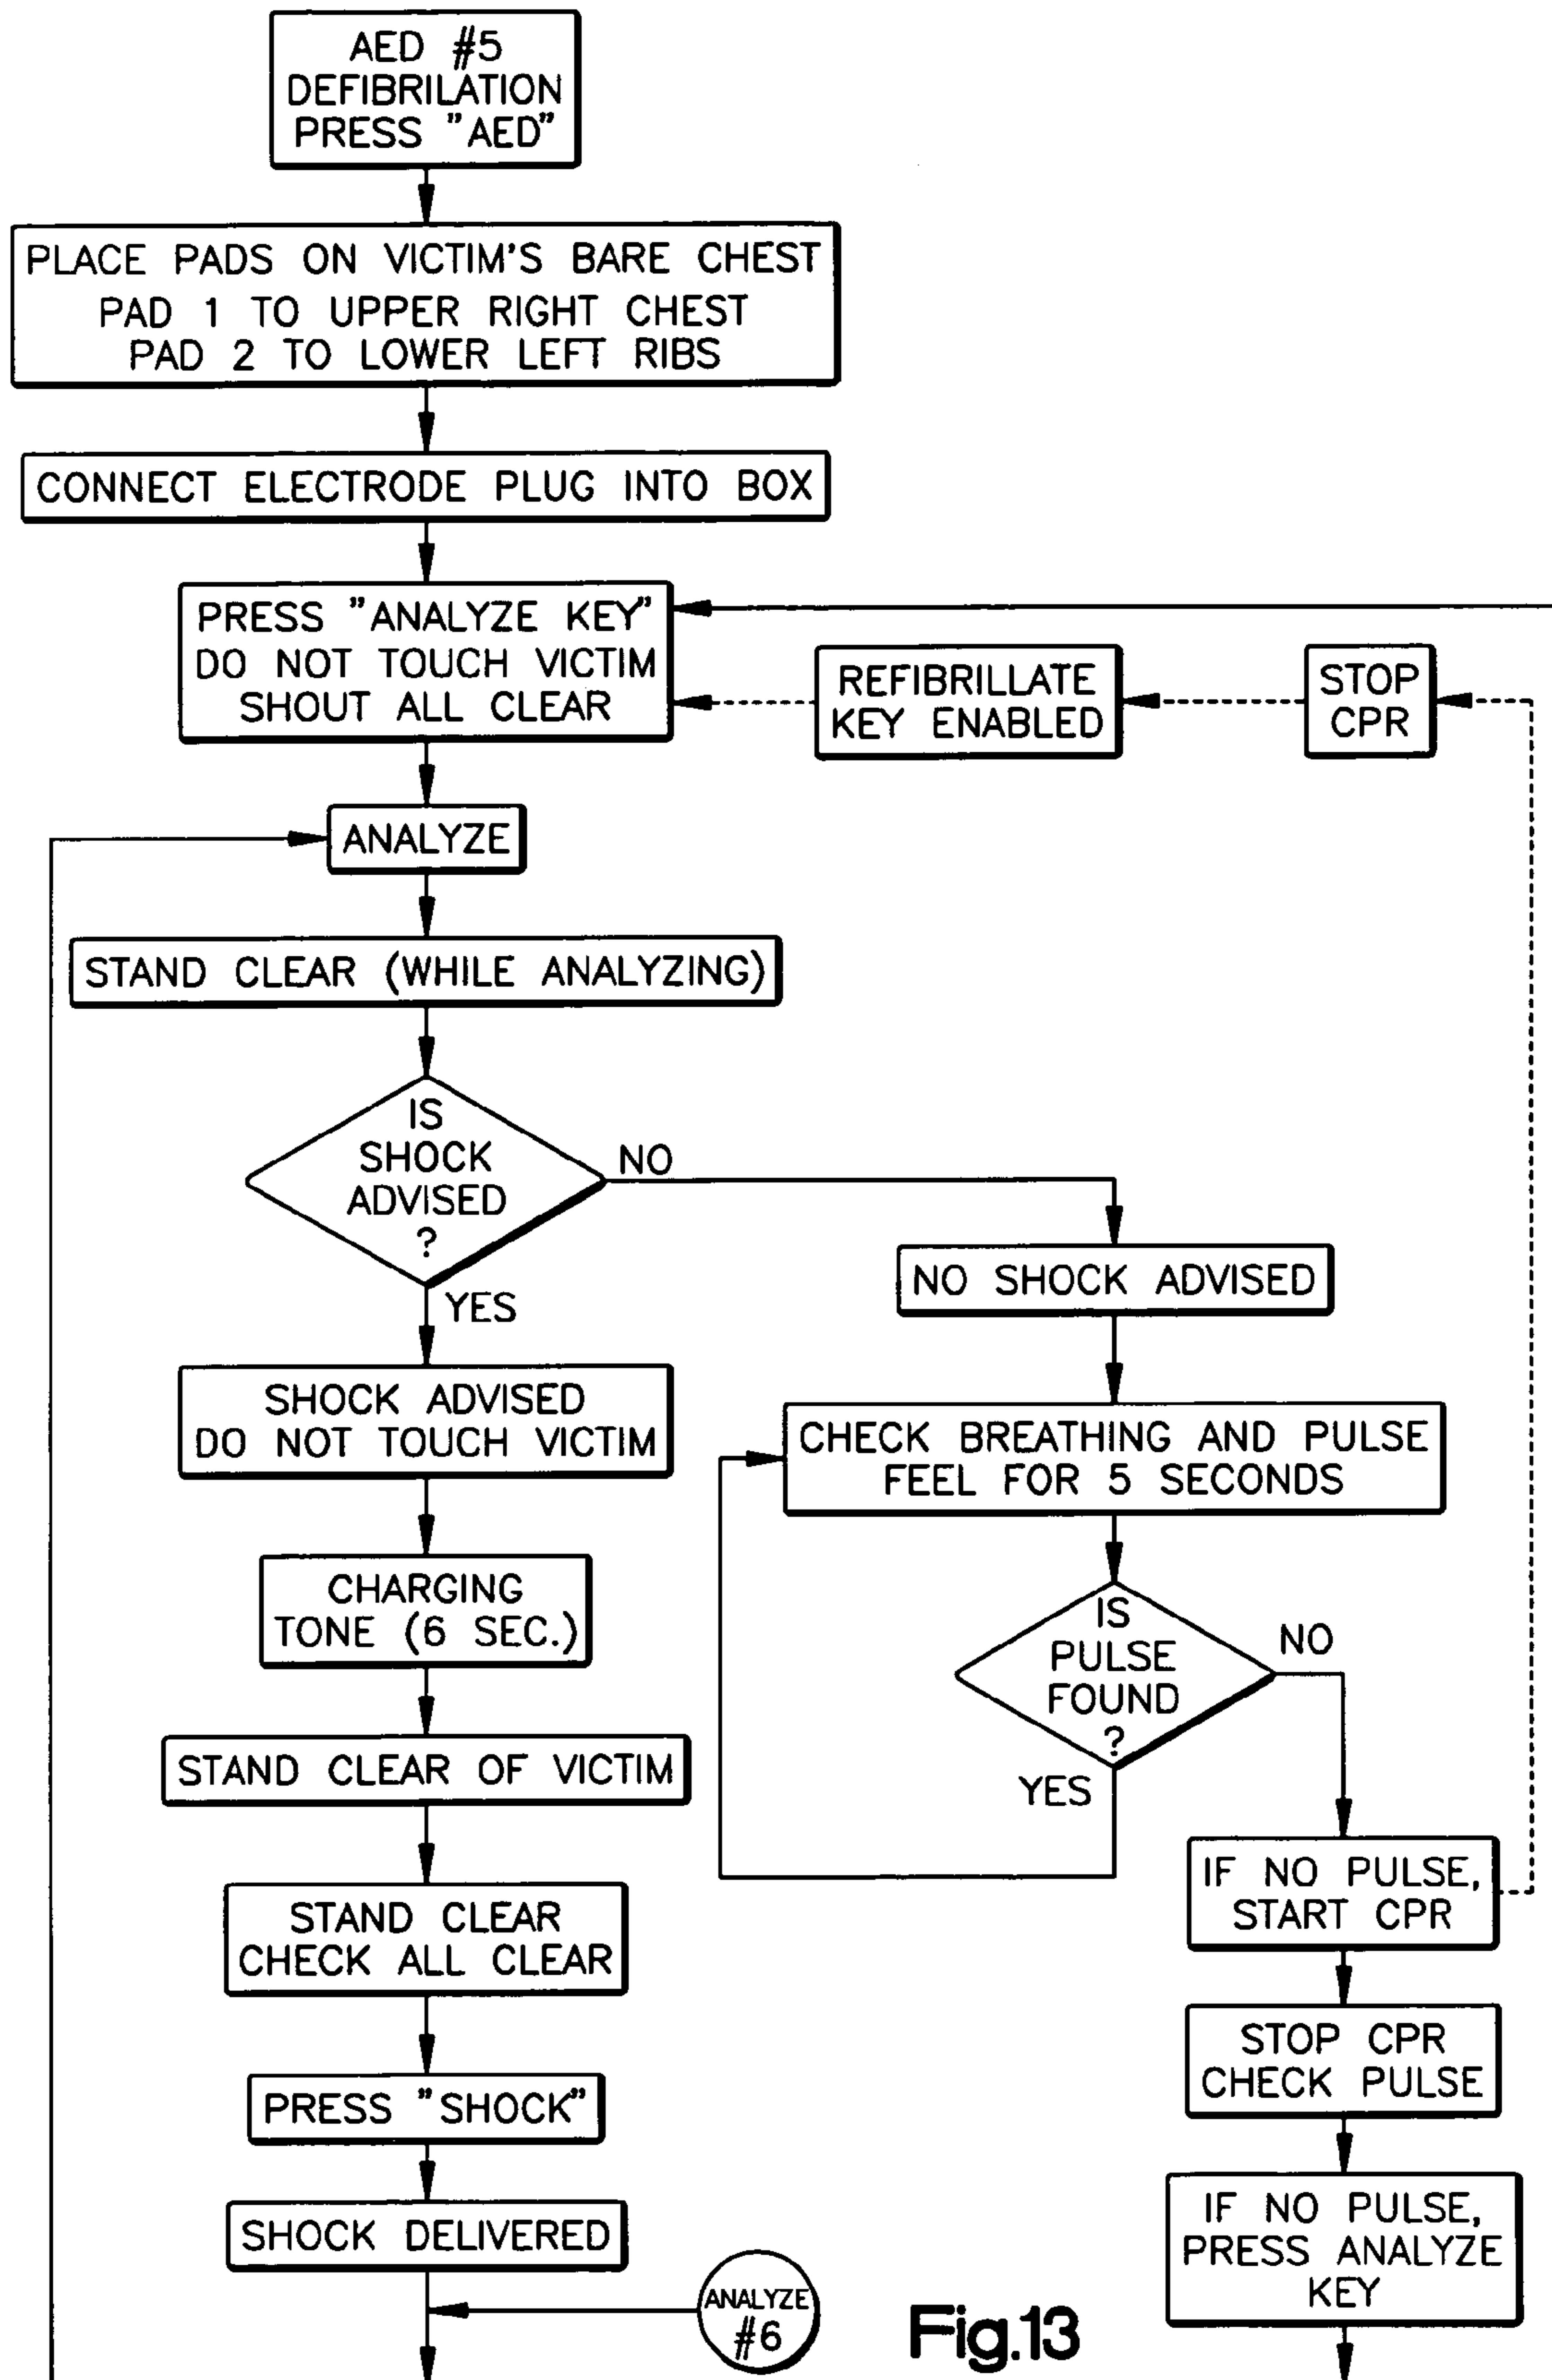 AED #5
DEFIBRILATION
PRESS "AED"
PLACE PADS ON VICTIM'S BARE CHEST
PAD 1 TO UPPER RIGHT CHEST
PAD 2 TO LOWER LEFT RIBS
CONNECT ELECTRODE PLUG INTO BOX
PRESS "ANALYZE KEY"
DO NOT TOUCH VICTIM
SHOUT ALL CLEAR
REFIBRILLATE
KEY ENABLED
STOP
CPR
ANALYZE
STAND CLEAR (WHILE ANALYZING)
IS
SHOCK
ADVISED
?
NO
YES
NO SHOCK ADVISED
SHOCK ADVISED
DO NOT TOUCH VICTIM
CHECK BREATHING AND PULSE
FEEL FOR 5 SECONDS
CHARGING
TONE (6 SEC.)
IS
PULSE
FOUND
?
NO
YES
STAND CLEAR OF VICTIM
IF NO PULSE,
START CPR
STAND CLEAR
CHECK ALL CLEAR
STOP CPR
CHECK PULSE
PRESS "SHOCK"
IF NO PULSE,
PRESS ANALYZE
KEY
SHOCK DELIVERED
ANALYZE
#6
Fig.13